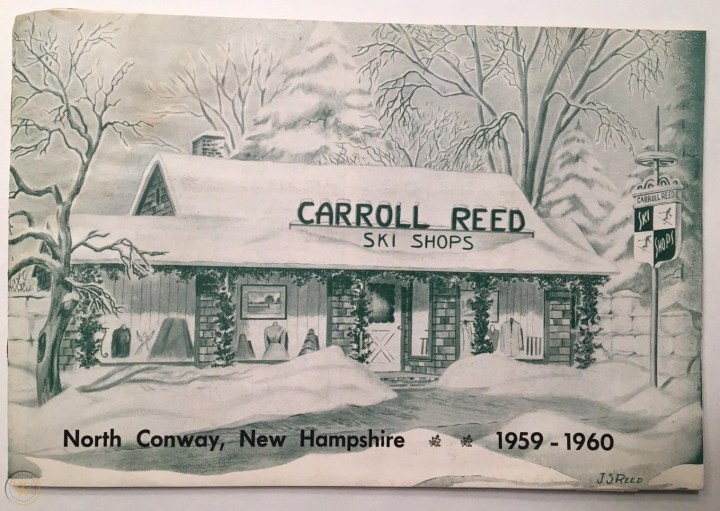 CARROLL REED
SKI SHOPS
CARROLL REED
SKI
SHOPS
North Conway, New Hampshire 1959 - 1960
J.S. REED